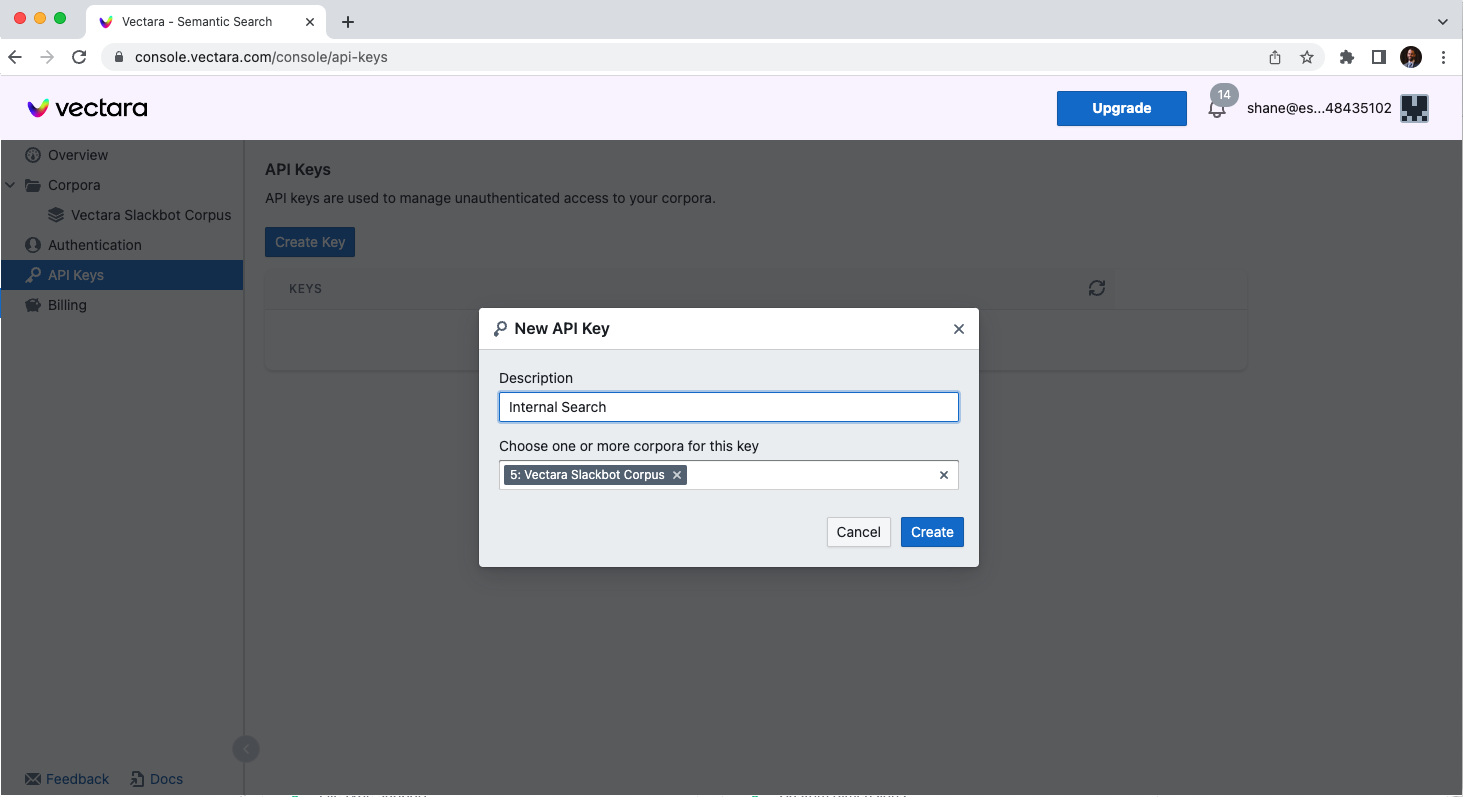 Vectara - Semantic Search
console.vectara.com/console/api-keys
vectara
Upgrade
14
shane@es...48435102
Overview
Corpora
Vectara Slackbot Corpus
Authentication
API Keys
Billing
Feedback
Docs
API Keys
API keys are used to manage unauthenticated access to your corpora.
Create Key
KEYS
New API Key
Description
Internal Search
Choose one or more corpora for this key
5: Vectara Slackbot Corpus
Cancel
Create